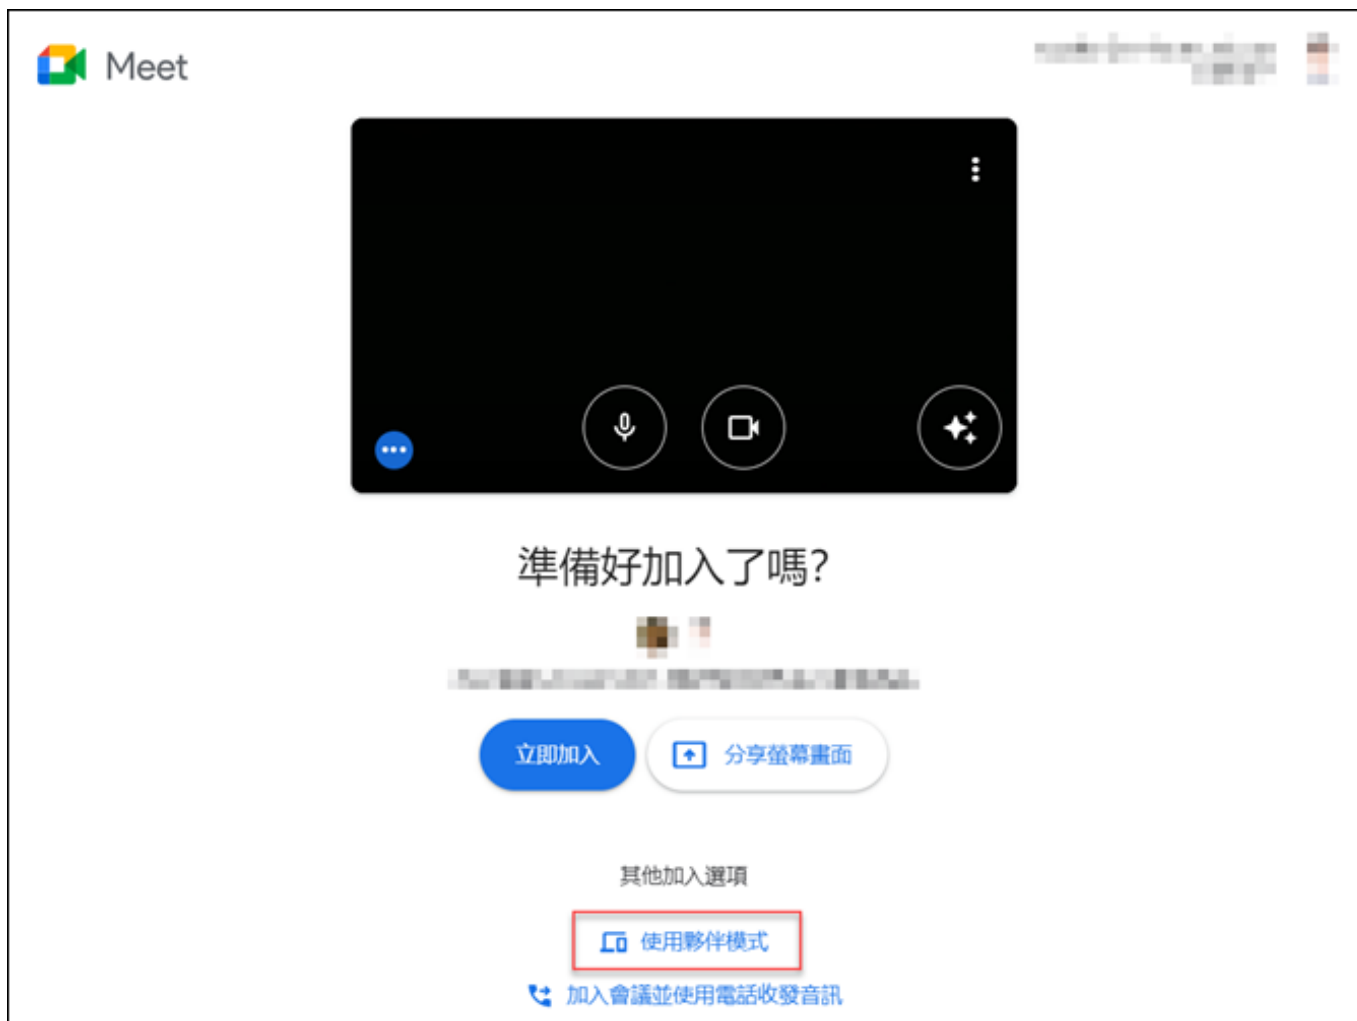 Meet
準備好加入了嗎?
立即加入
分享螢幕畫面
其他加入選項
使用夥伴模式
加入會議並使用電話收發音訊